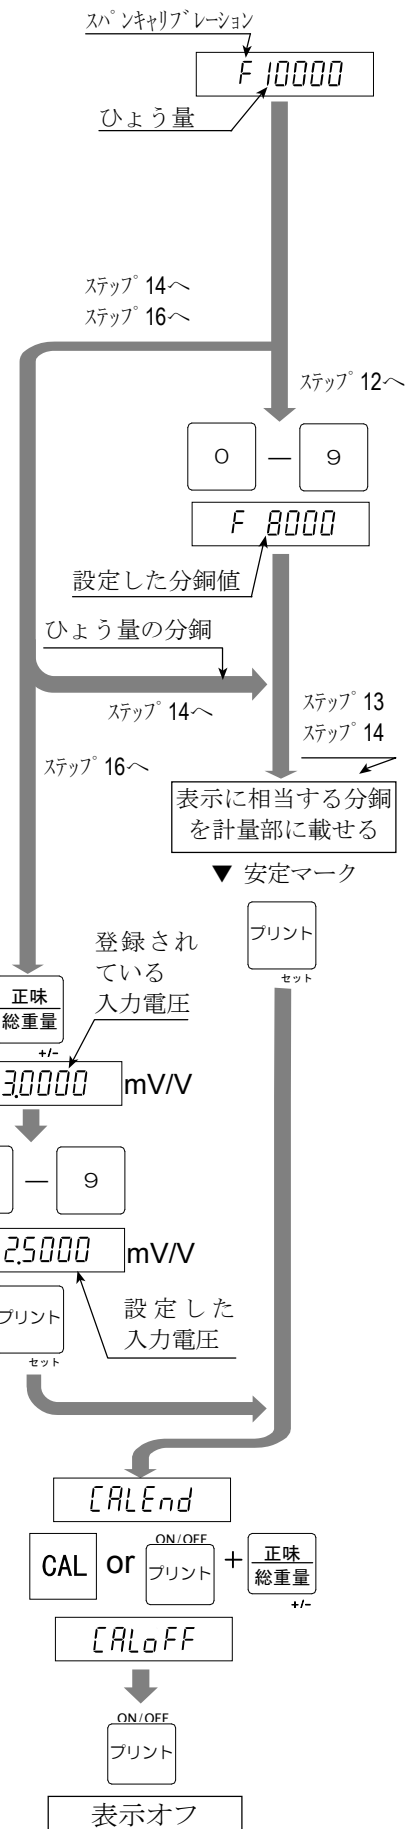 スパンキャリブレーション
F 10000
ひょう量
ステップ 14へ
ステップ 16へ
ステップ 12へ
0 — 9
F 8000
設定した分銅値
ひょう量の分銅
ステップ 14へ
ステップ 13
ステップ 14
ステップ 16へ
表示に相当する分銅
を計量部に載せる
▼ 安定マーク
プリント
セット
登録され
ている
入力電圧
正味
総重量
+/-
3.0000 mV/V
— 9
2.5000 mV/V
プリント
セット
設定した
入力電圧
CALEnd
CAL or ON/OFF プリント + 正味
総重量
+/-
CALoFF
ON/OFF
プリント
表示オフ